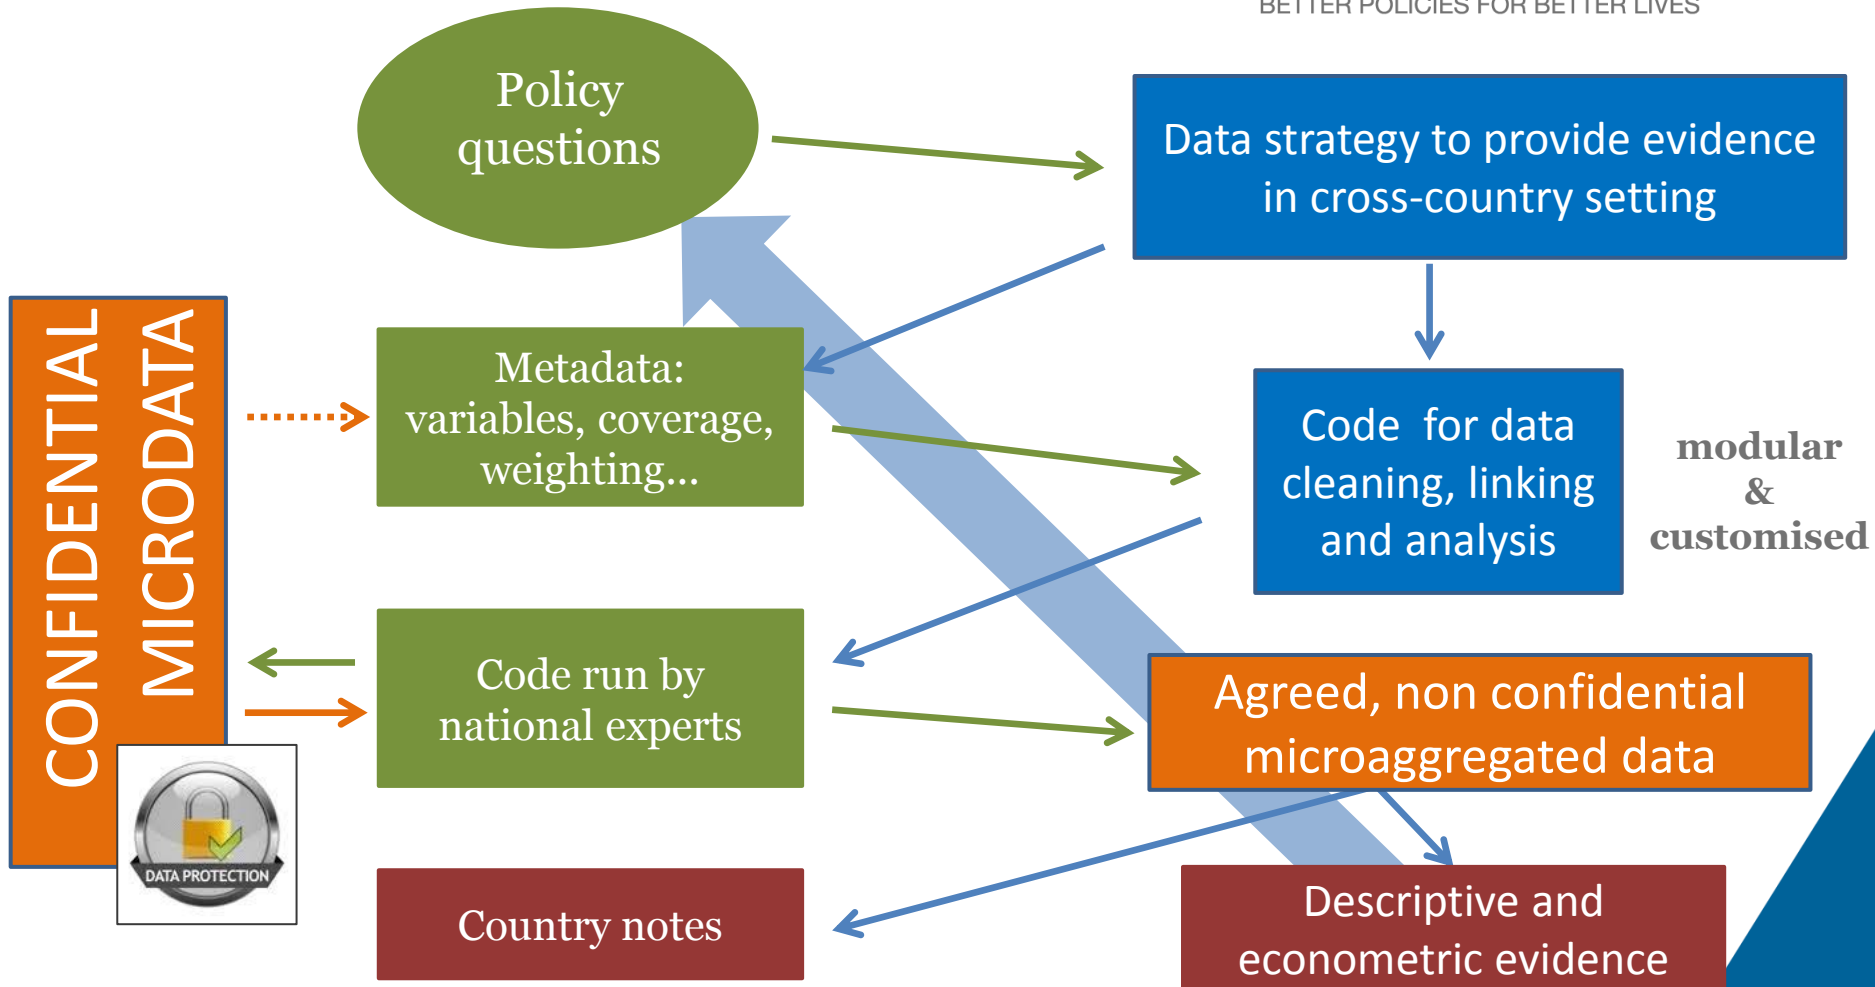 BETTER POLICIES FOR BETTER LIVES
Policy
questions
Data strategy to provide evidence
in cross-country setting
CONFIDENTIAL
MICRODATA
Metadata:
variables, coverage,
weighting...
Code for data
cleaning, linking
and analysis
modular
&
customised
Code run by
national experts
Agreed, non confidential
microaggregated data
DATA PROTECTION
Country notes
Descriptive and
econometric evidence